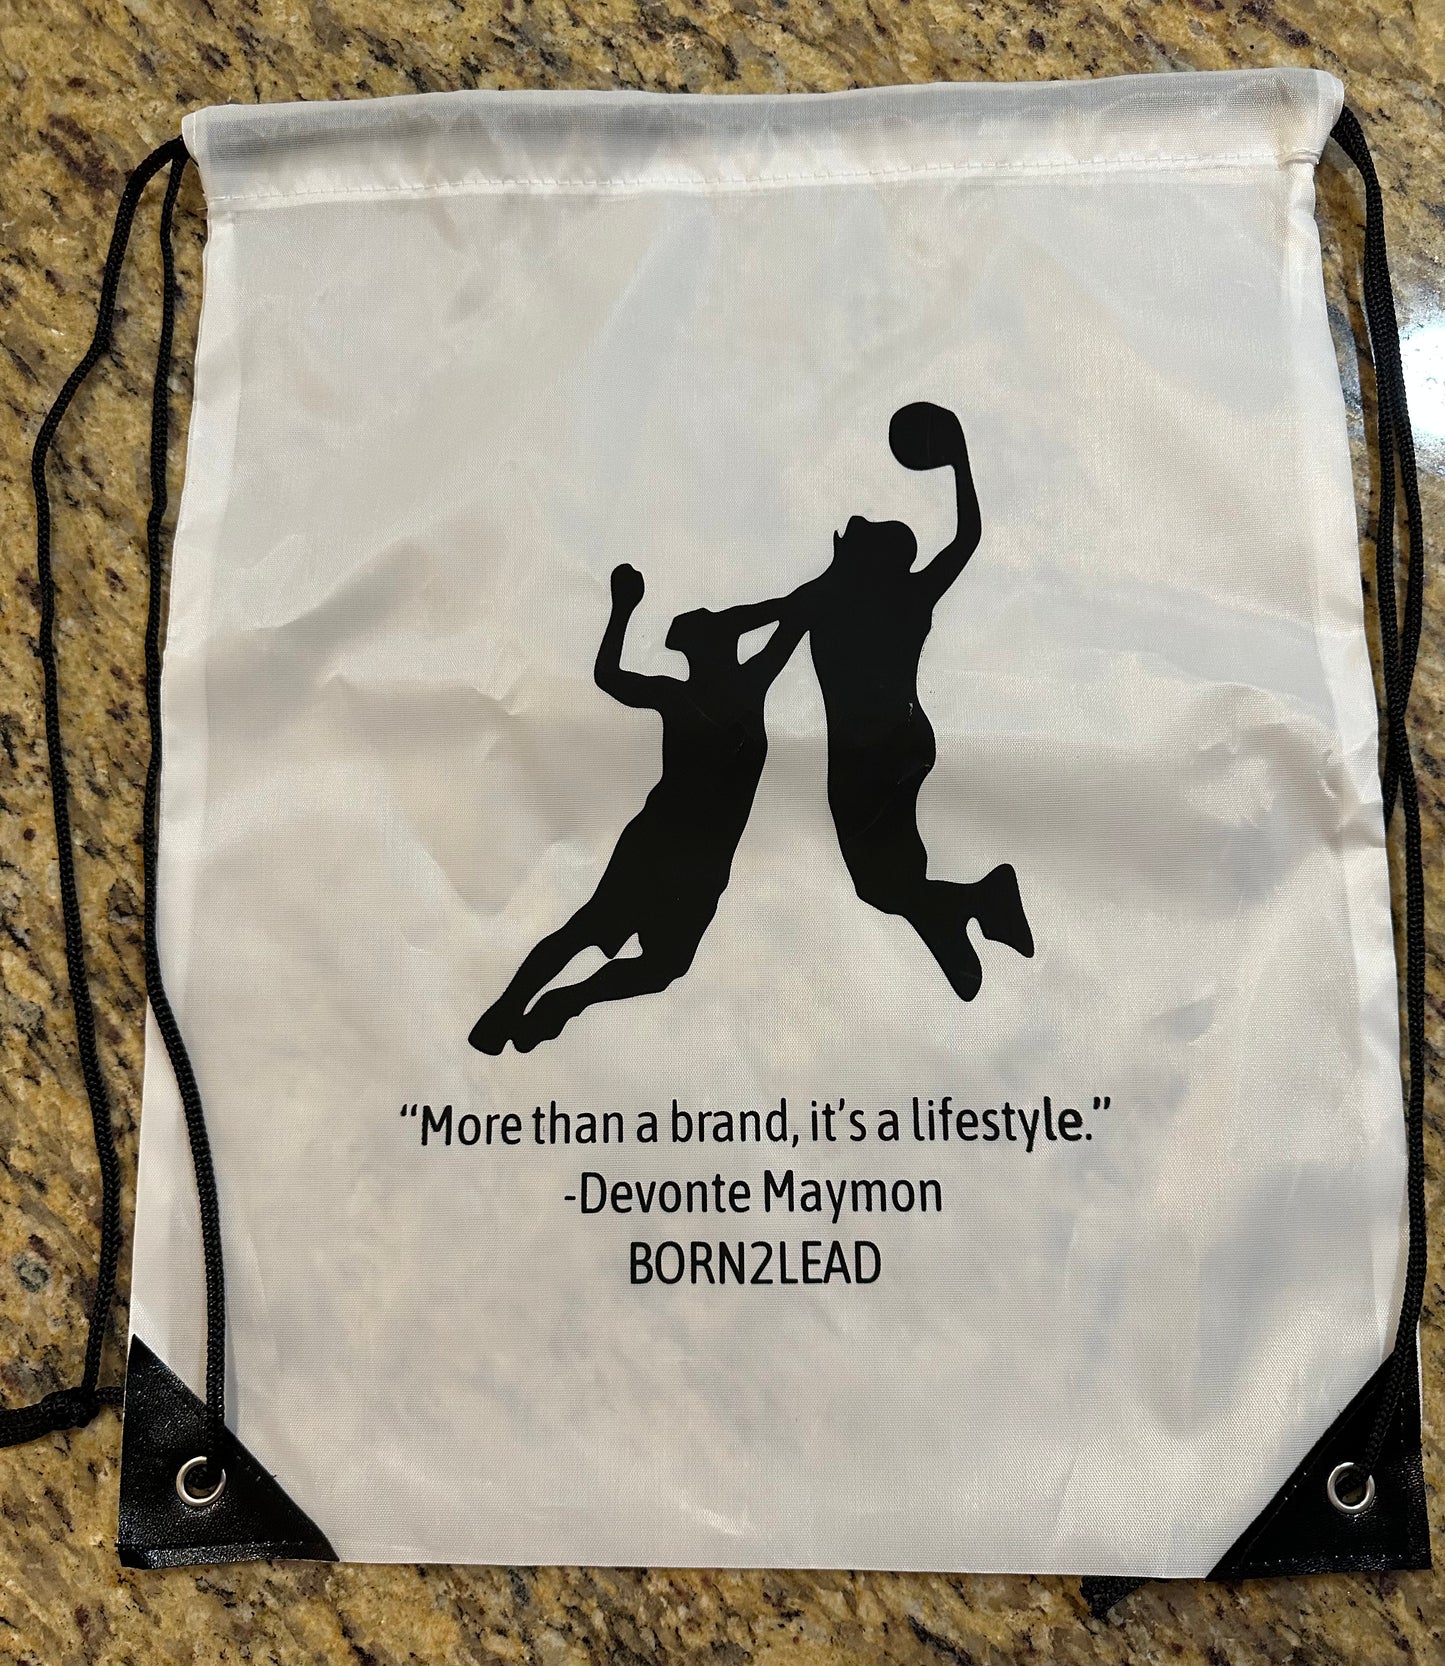 “More than a brand, it’s a lifestyle.”
-Devonte Maymon
BORN2LEAD